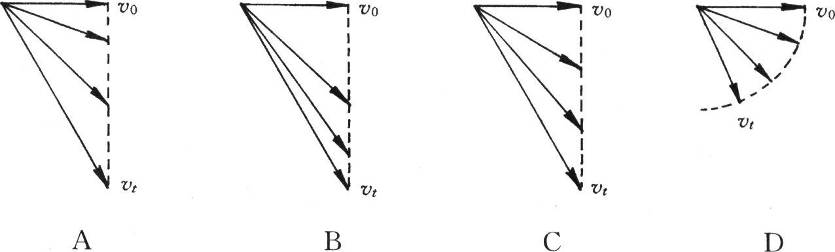 v₀ v₀ v₀ v₀
vₜ vₜ vₜ vₜ
A B C D